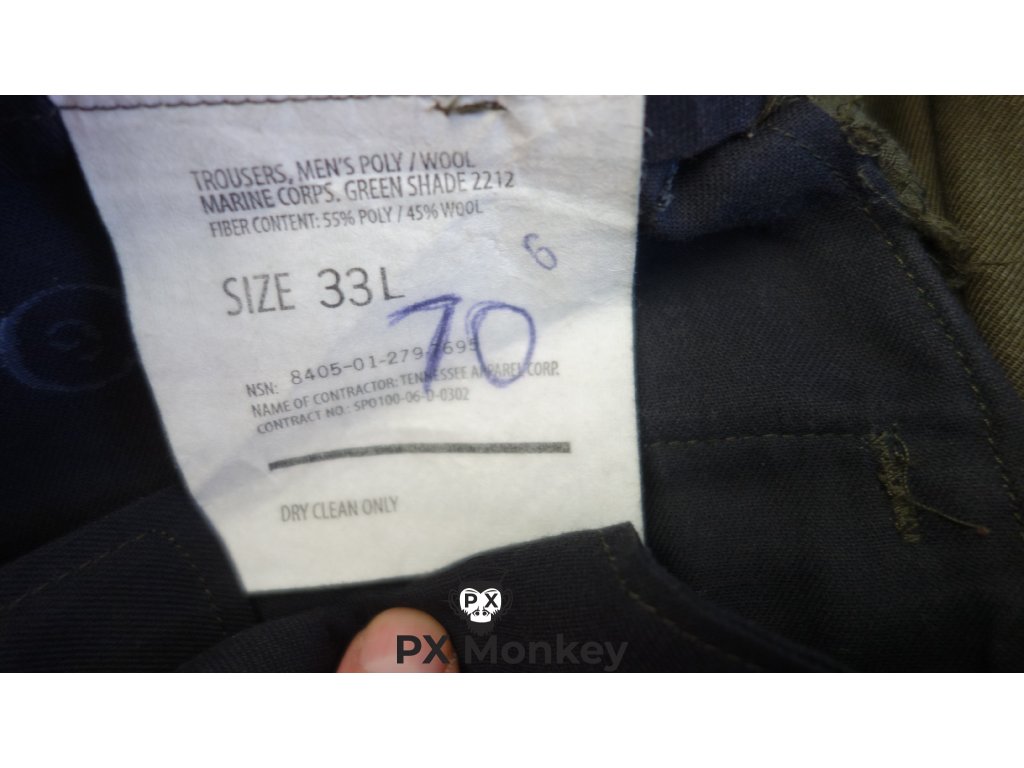 TROUSERS, MEN'S POLY / WOOL
MARINE CORPS. GREEN SHADE 2212
FIBER CONTENT: 55% POLY / 45% WOOL
6
SIZE 33L
70
NSN: 8405-01-279-
NAME OF CONTRACTOR: TENNESSEE APPAREL CORP.
CONTRACT NO.: SPO100-06-D-0302
DRY CLEAN ONLY
PX
PX Monkey